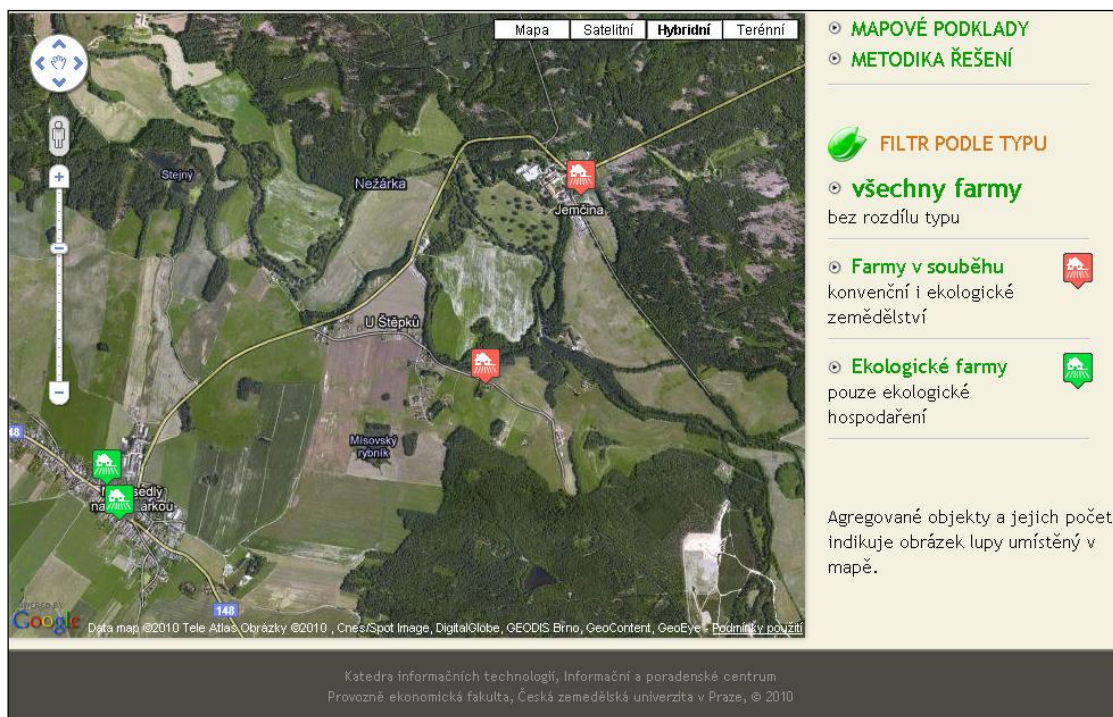 Mapa
Satelitní
Hybridní
Terénní
Stejný
Nežárka
Jemčina
U Štěpků
Mísovský
rybník
148
148
POWERED BY
Google
Data map ©2010 Tele Atlas Obrázky ©2010 , Cnes/Spot Image, DigitalGlobe, GEODIS Brno, GeoContent, GeoEye - Podmínky použití
MAPOVÉ PODKLADY
METODIKA ŘEŠENÍ
FILTR PODLE TYPU
všechny farmy
bez rozdílu typu
Farmy v souběhu
konvenční i ekologické
zemědělství
Ekologické farmy
pouze ekologické
hospodaření
Agregované objekty a jejich počet
indikuje obrázek lupy umístěný v
mapě.
Katedra informačních technologií, Informační a poradenské centrum
Provozně ekonomická fakulta, Česká zemědělská univerzita v Praze, © 2010